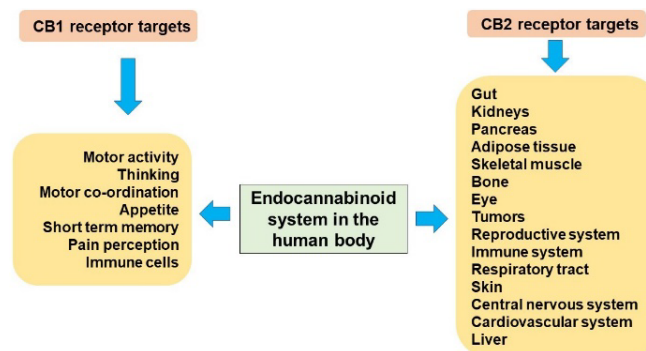 CB1 receptor targets
CB2 receptor targets
Motor activity
Thinking
Motor co-ordination
Appetite
Short term memory
Pain perception
Immune cells
Endocannabinoid
system in the
human body
Gut
Kidneys
Pancreas
Adipose tissue
Skeletal muscle
Bone
Eye
Tumors
Reproductive system
Immune system
Respiratory tract
Skin
Central nervous system
Cardiovascular system
Liver